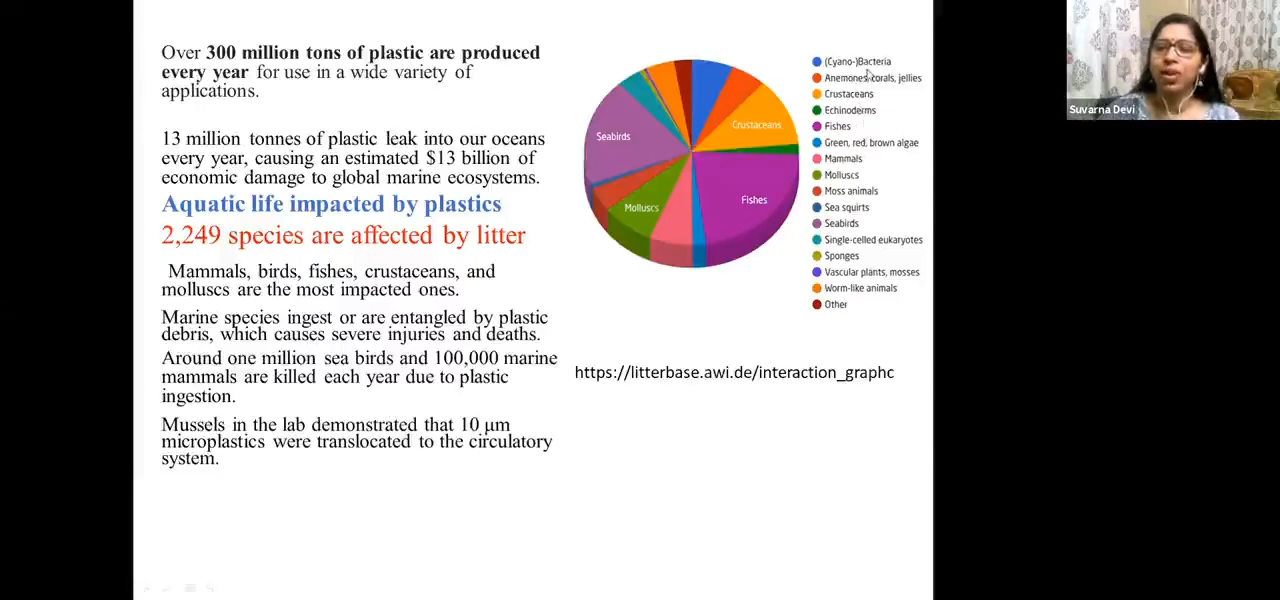 Over 300 million tons of plastic are produced
every year for use in a wide variety of
applications.
13 million tonnes of plastic leak into our oceans
every year, causing an estimated $13 billion of
economic damage to global marine ecosystems.
Aquatic life impacted by plastics
2,249 species are affected by litter
Mammals, birds, fishes, crustaceans, and
molluscs are the most impacted ones.
Marine species ingest or are entangled by plastic
debris, which causes severe injuries and deaths.
Around one million sea birds and 100,000 marine
mammals are killed each year due to plastic
ingestion.
Mussels in the lab demonstrated that 10 μm
microplastics were translocated to the circulatory
system.
Crustaceans
Seabirds
Fishes
Molluscs
(Cyano-)Bacteria
Anemones, corals, jellies
Crustaceans
Echinoderms
Fishes
Green, red, brown algae
Mammals
Molluscs
Moss animals
Sea squirts
Seabirds
Single-celled eukaryotes
Sponges
Vascular plants, mosses
Worm-like animals
Other
https://litterbase.awi.de/interaction_graphc
Suvarna Devi